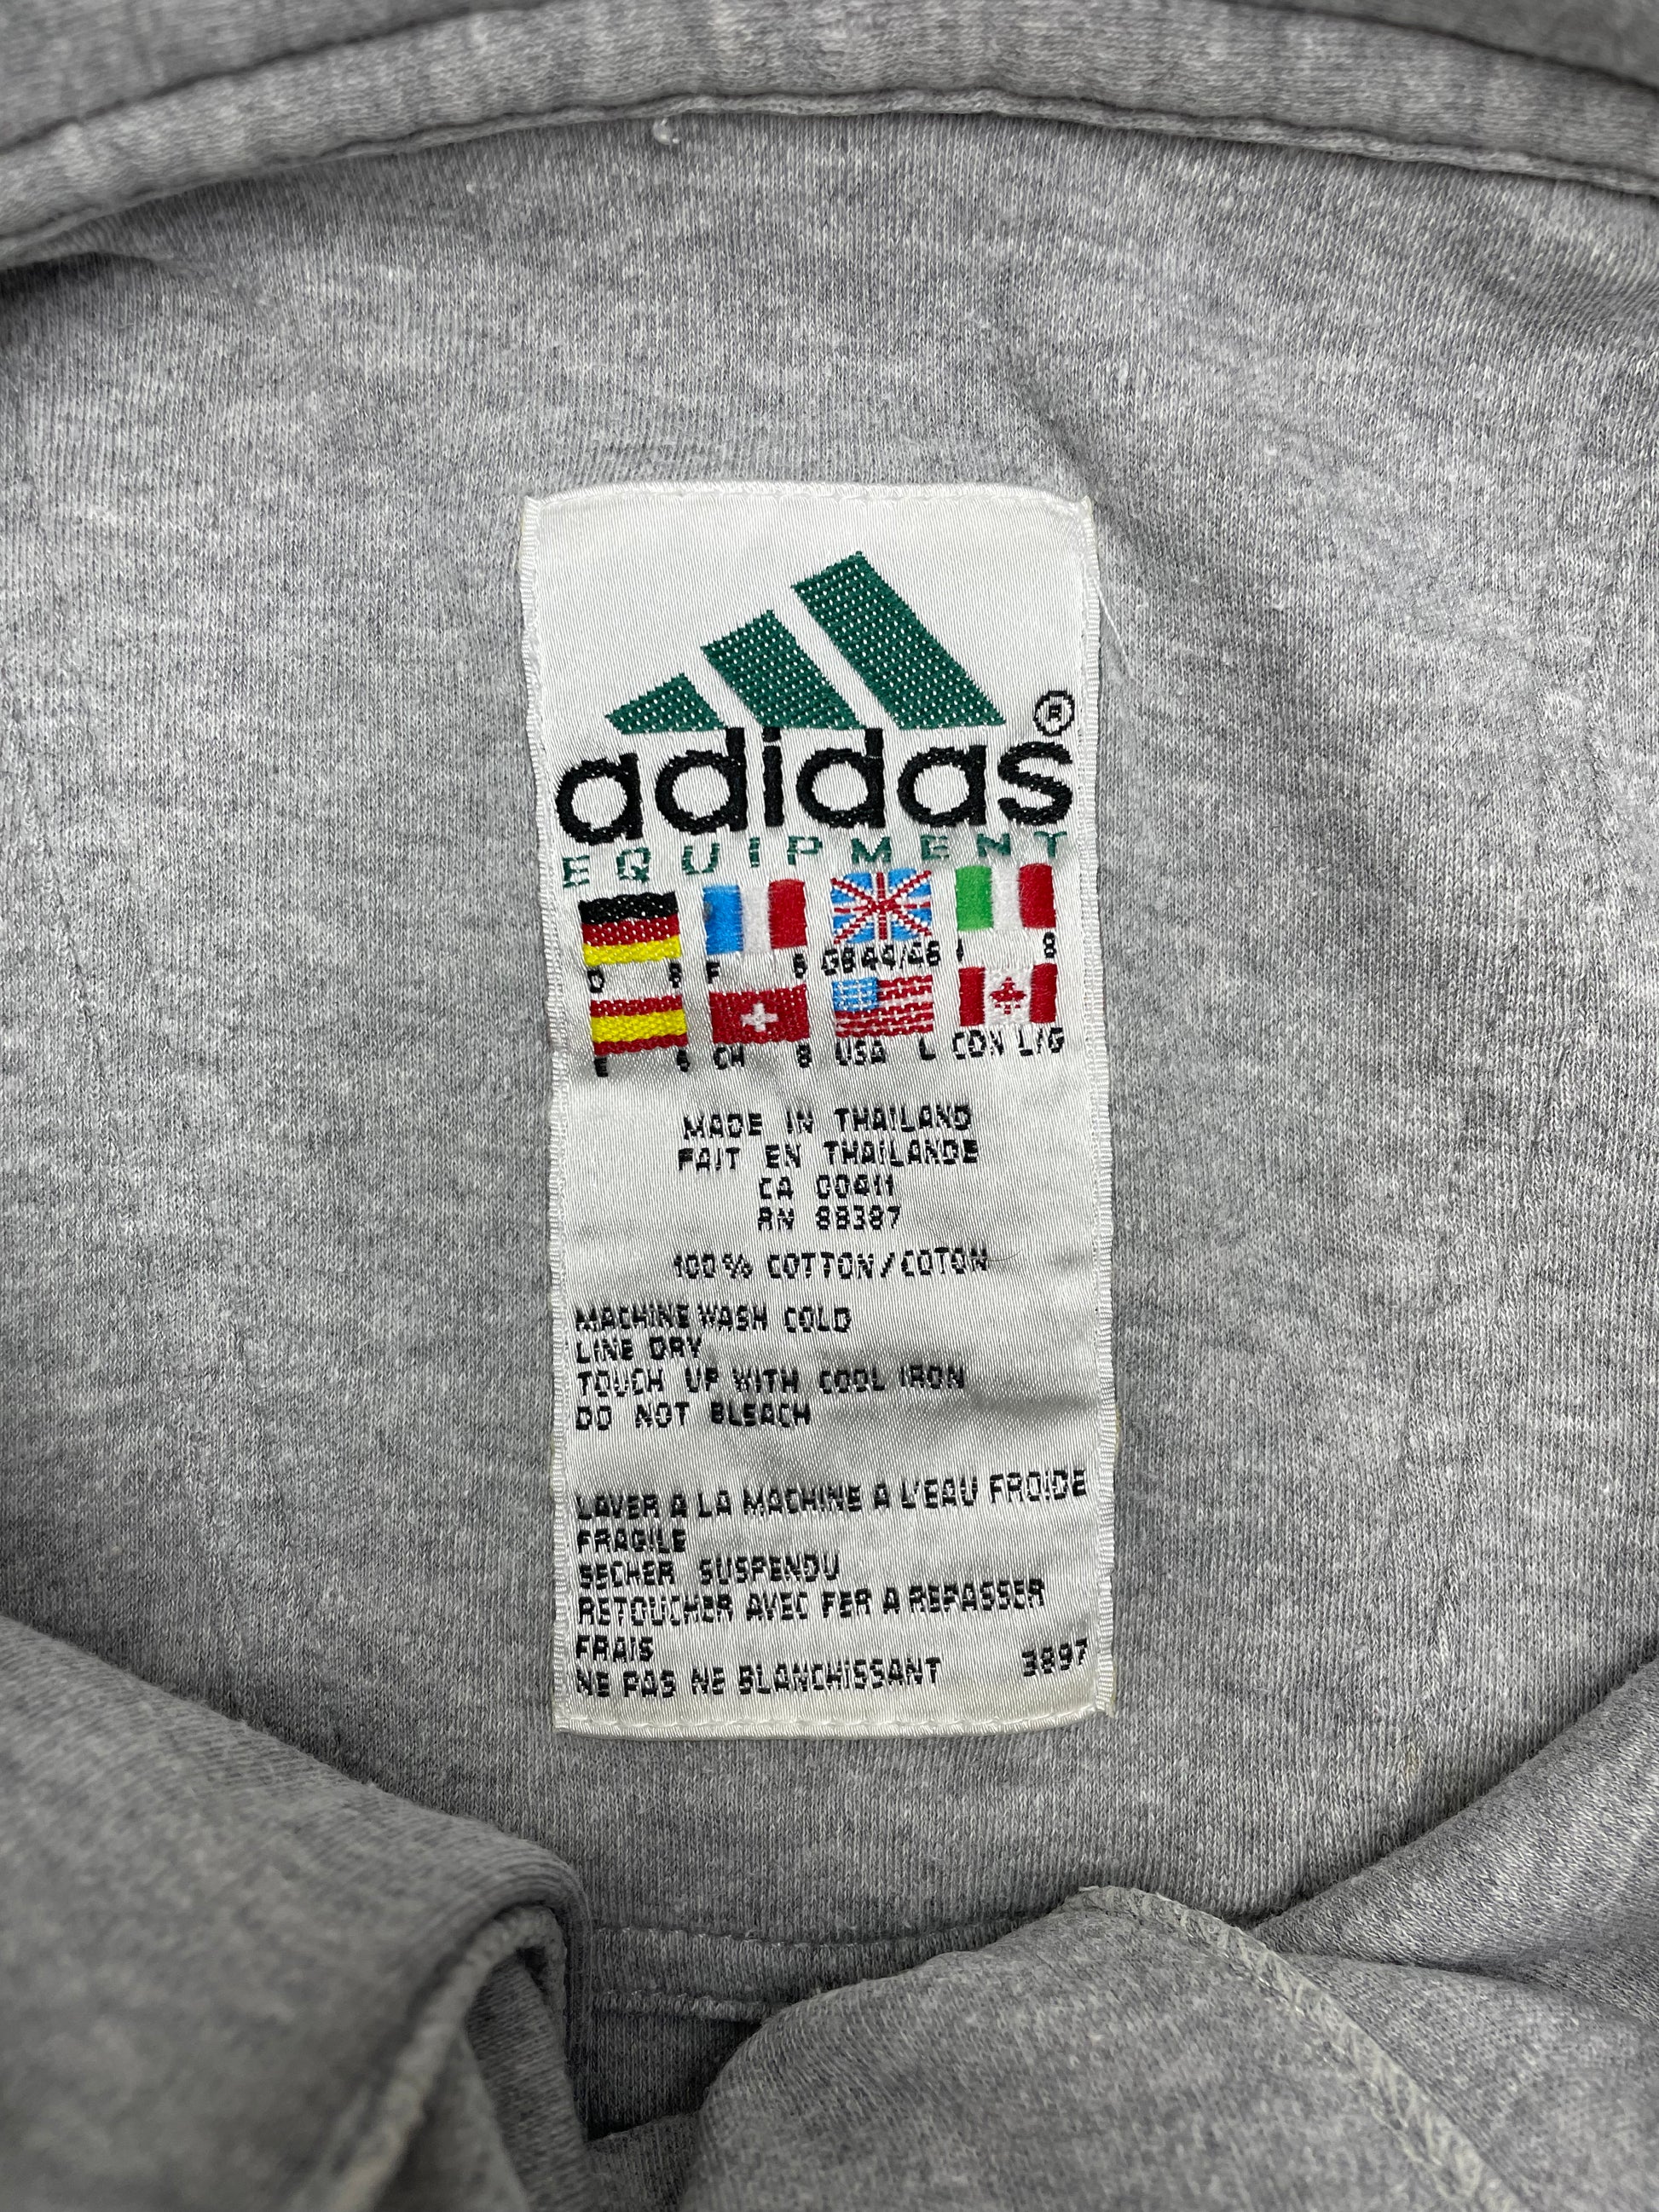 adidas®
EQUIPMENT
D 8 F 8 GB 44/46 I 8
E 8 CH 8 USA L CDN L/G
MADE IN THAILAND
FAIT EN THAILANDE
CA 00411
RN 88387
100% COTTON/COTON
MACHINE WASH COLD
LINE DRY
TOUCH UP WITH COOL IRON
DO NOT BLEACH
LAVER A LA MACHINE A L'EAU FROIDE
FRAGILE
SECHER SUSPENDU
RETOUCHER AVEC FER A REPASSER
FRAIS
NE PAS NE BLANCHISSANT 3897